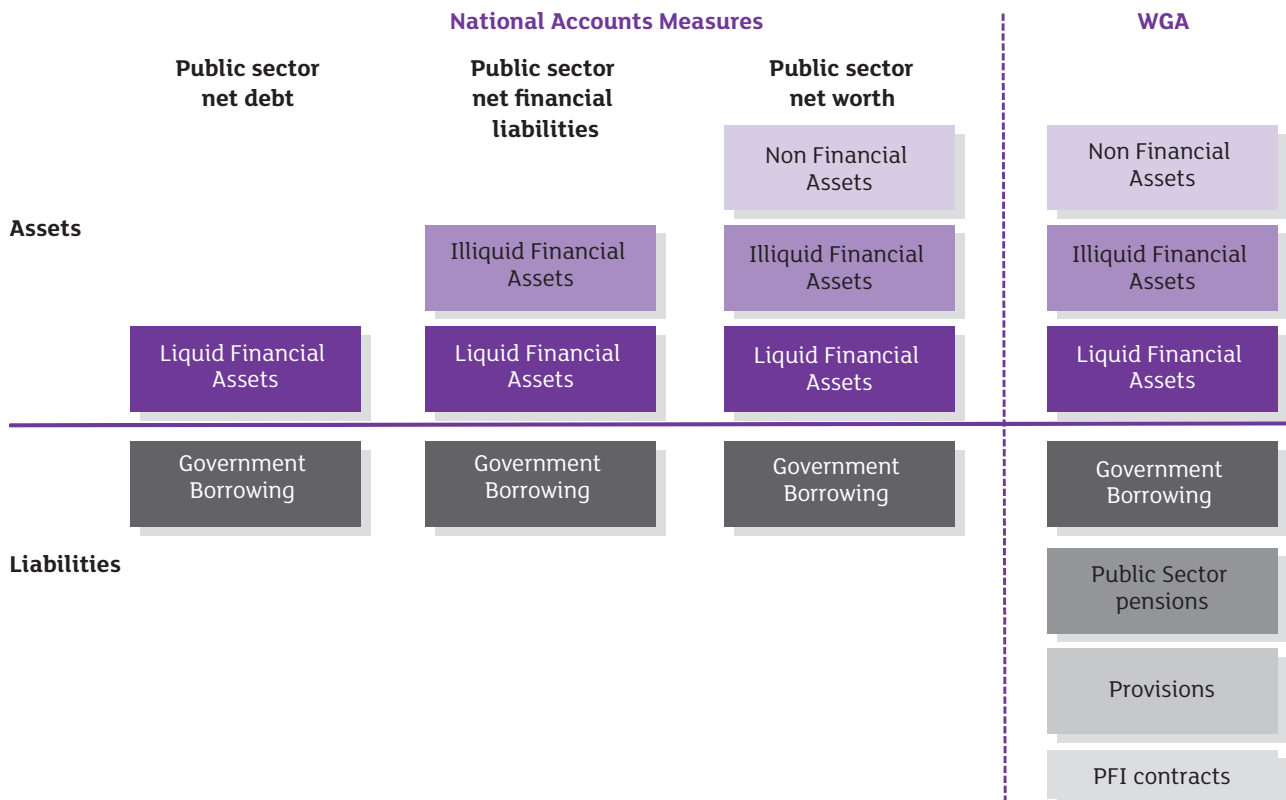 National Accounts Measures
WGA
Public sector
net debt
Public sector
net financial
liabilities
Public sector
net worth
Non Financial
Assets
Non Financial
Assets
Assets
Illiquid Financial
Assets
Illiquid Financial
Assets
Illiquid Financial
Assets
Liquid Financial
Assets
Liquid Financial
Assets
Liquid Financial
Assets
Liquid Financial
Assets
Government
Borrowing
Government
Borrowing
Government
Borrowing
Government
Borrowing
Liabilities
Public Sector
pensions
Provisions
PFI contracts